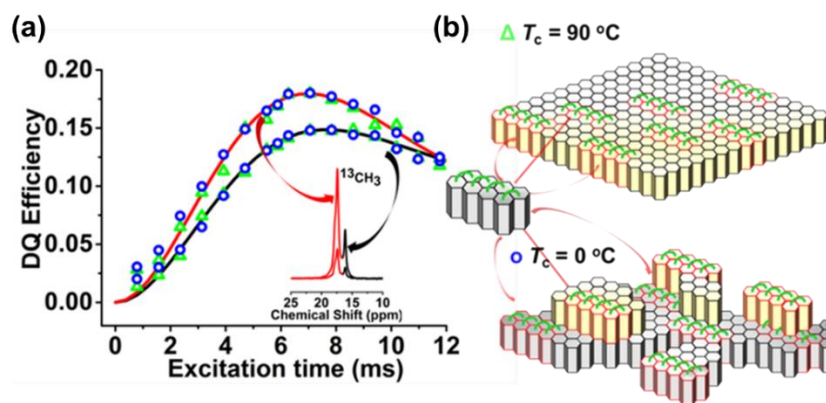 (a)
DQ Efficiency
0.20
0.15
0.10
0.05
0.00
¹³CH₃
25 20 15 10
Chemical Shift (ppm)
0 2 4 6 8 10 12
Excitation time (ms)
(b)
Δ Tc = 90 °C
o Tc = 0 °C